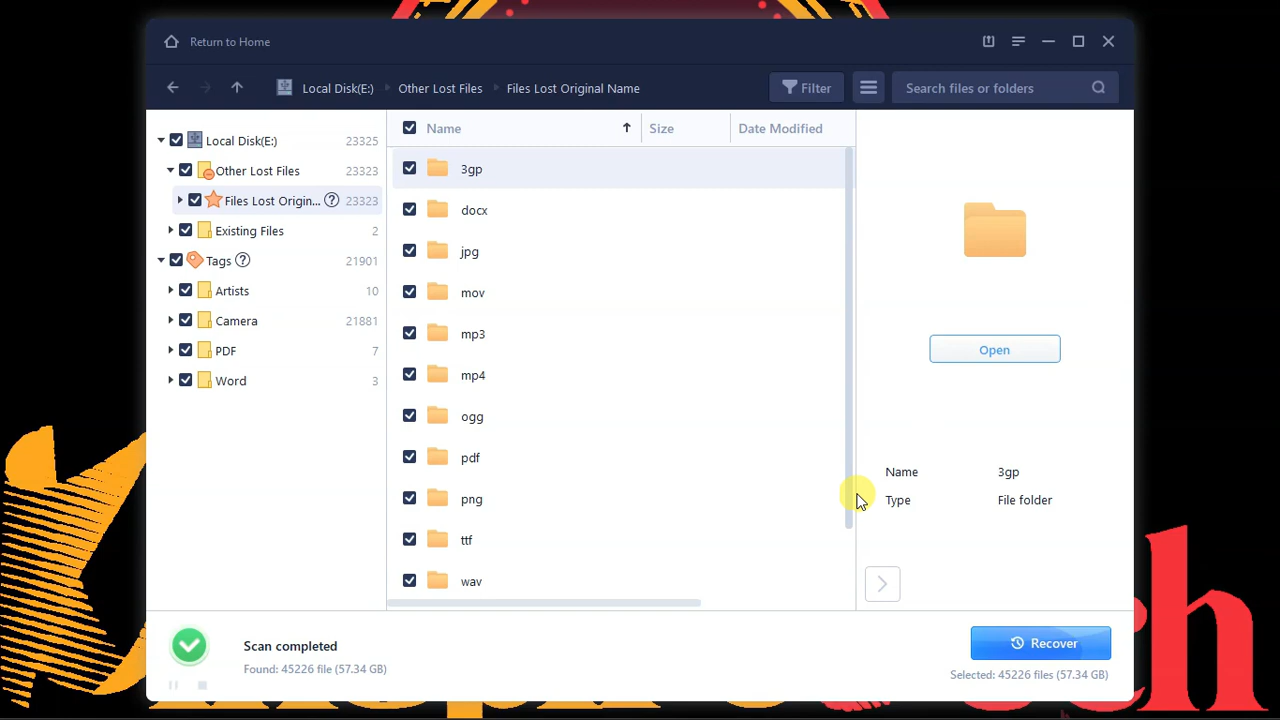 Return to Home
Local Disk(E:) Other Lost Files Files Lost Original Name Filter Search files or folders
Local Disk(E:) 23325
Other Lost Files 23323
Files Lost Origin... ? 23323
Existing Files 2
Tags ? 21901
Artists 10
Camera 21881
PDF 7
Word 3
Name Size Date Modified
3gp
docx
jpg
mov
mp3
mp4
ogg
pdf
png
ttf
wav
Open
Name 3gp
Type File folder
Scan completed
Found: 45226 file (57.34 GB)
Recover
Selected: 45226 files (57.34 GB)